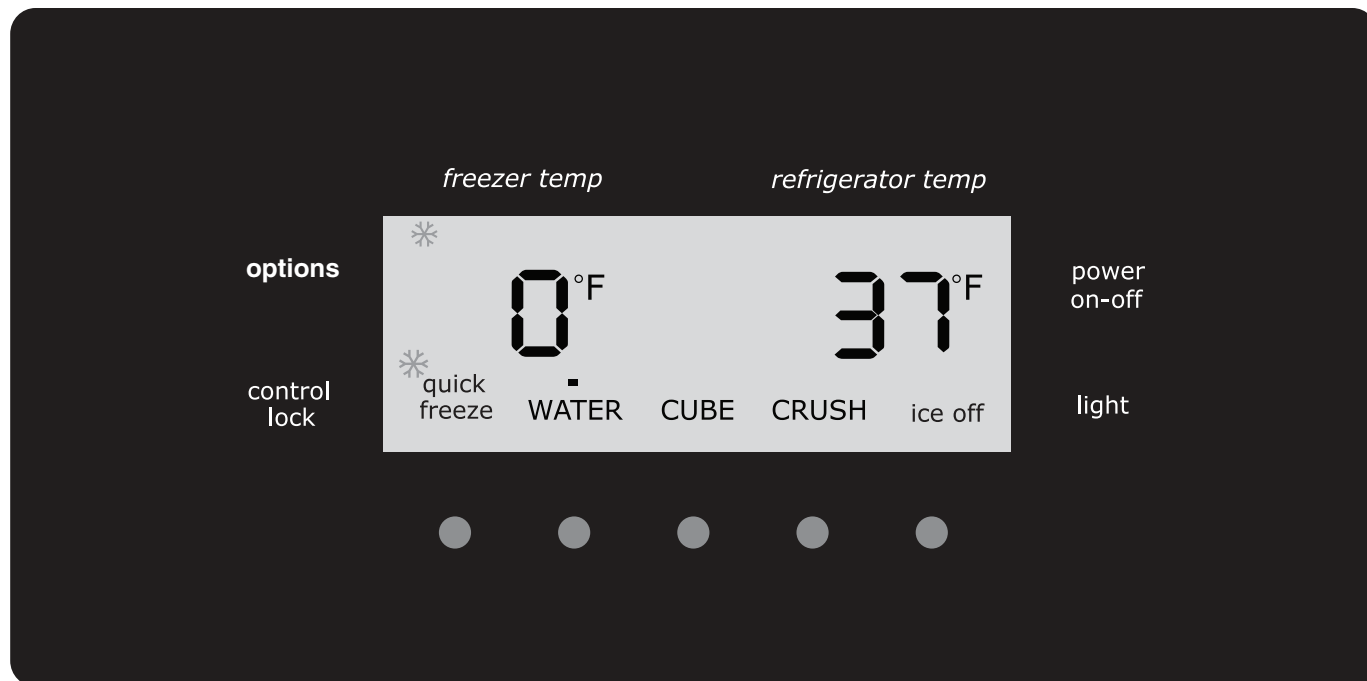 freezer temp
refrigerator temp
options
0°F
37°F
power
on-off
control
lock
quick
freeze
WATER
CUBE
CRUSH
ice off
light